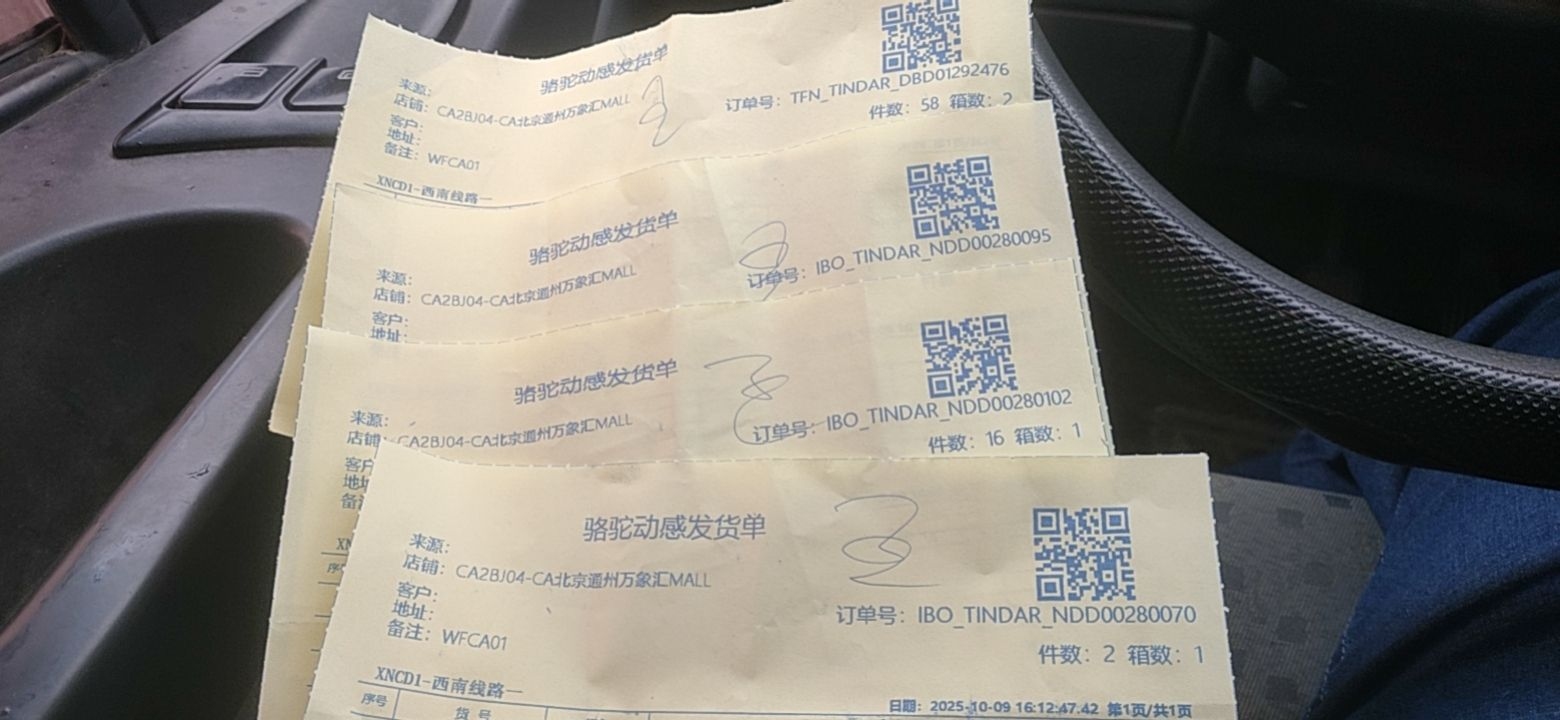 骆驼动感发货单
来源:
店铺: CA2BJ04-CA北京通州万象汇MALL
订单号: TFN_TINDAR_DBD01292476
客户:
件数: 58 箱数: 2
地址:
备注: WFCA01
XNCD1-西南线路一
骆驼动感发货单
来源:
店铺: CA2BJ04-CA北京通州万象汇MALL
订单号: IBO_TINDAR_NDD00280095
客户:
地址:
骆驼动感发货单
来源:
店铺: CA2BJ04-CA北京通州万象汇MALL
订单号: IBO_TINDAR_NDD00280102
件数: 16 箱数: 1
客户
地址
备注
XN
序号
骆驼动感发货单
来源:
店铺: CA2BJ04-CA北京通州万象汇MALL
客户:
地址:
订单号: IBO_TINDAR_NDD00280070
备注: WFCA01
件数: 2 箱数: 1
XNCD1-西南线路一
日期: 2025-10-09 16:12:47.42 第1页/共1页
序号 货 号